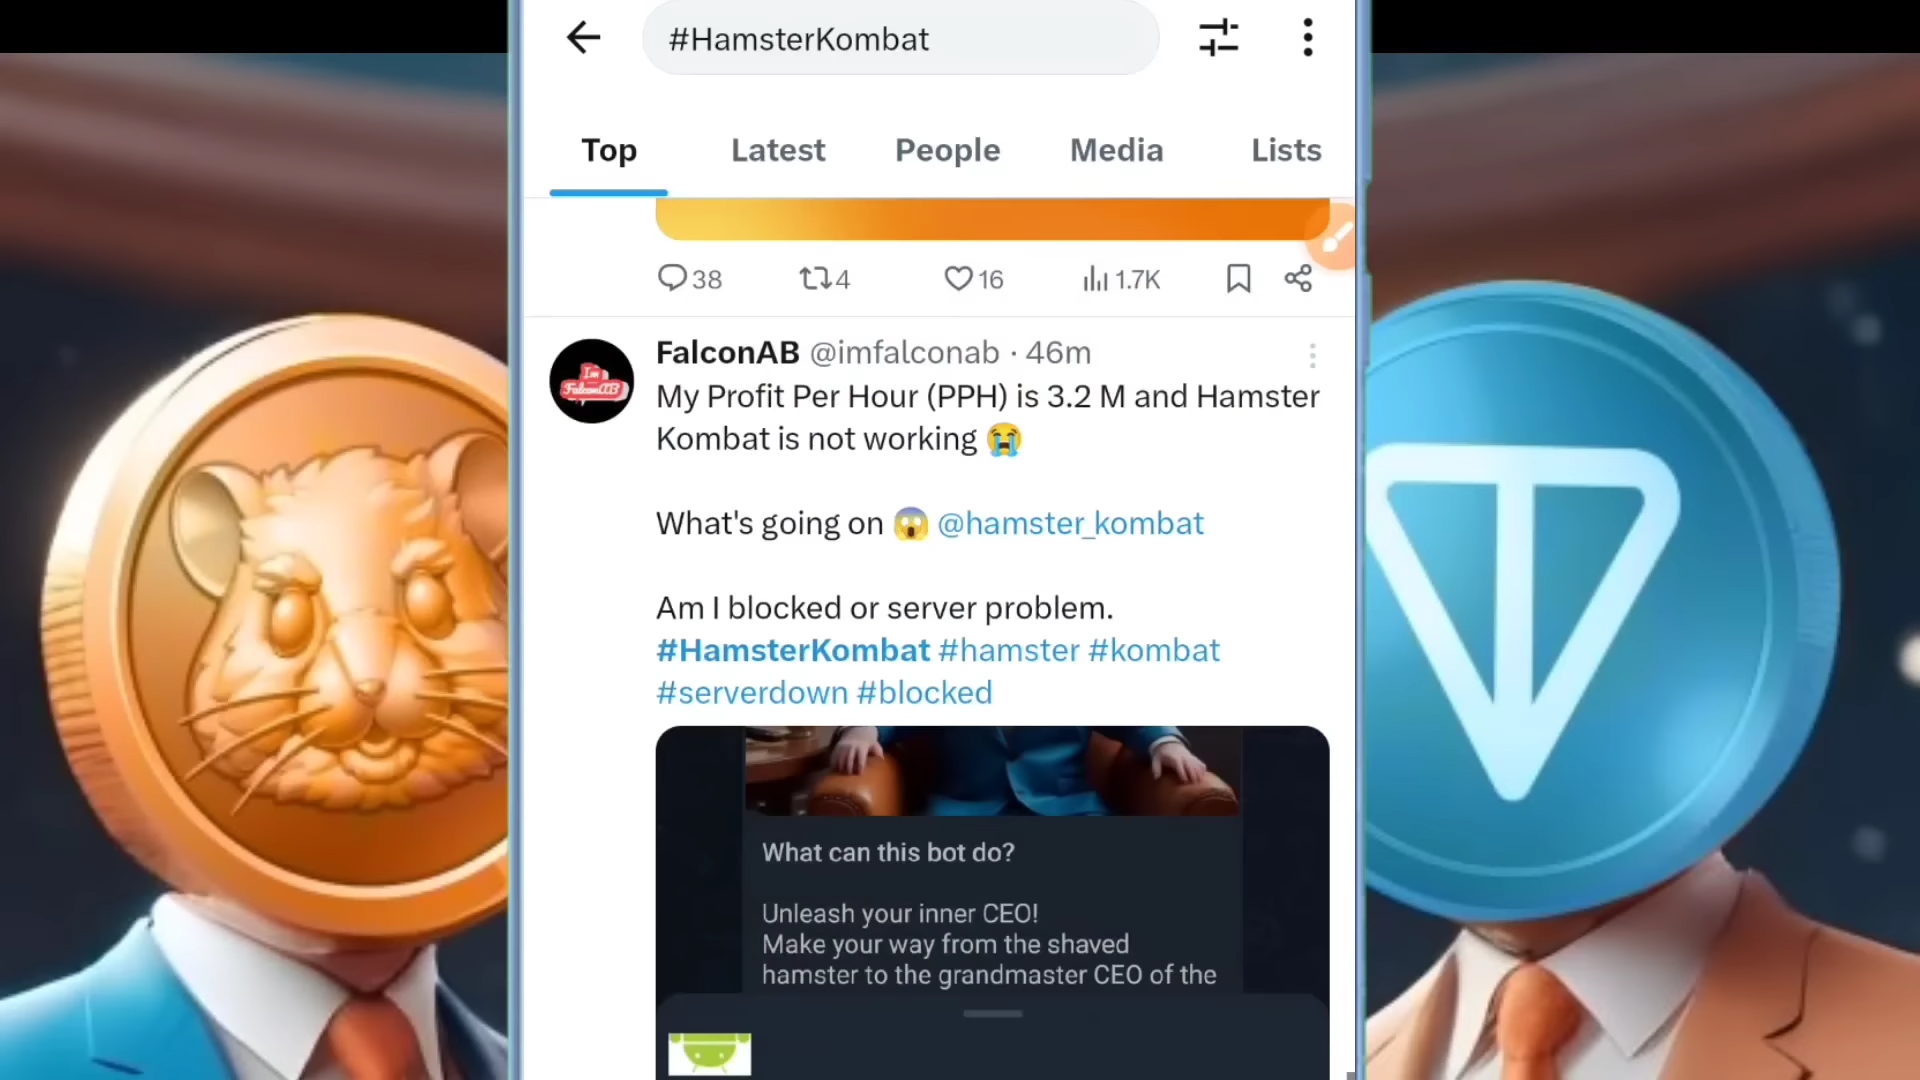 #HamsterKombat
Top Latest People Media Lists
38 4 16 1.7K
FalconAB @imfalconab · 46m
My Profit Per Hour (PPH) is 3.2 M and Hamster
Kombat is not working 😭
What's going on 😱 @hamster_kombat
Am I blocked or server problem.
#HamsterKombat #hamster #kombat
#serverdown #blocked
I'm
FalconAB
What can this bot do?
Unleash your inner CEO!
Make your way from the shaved
hamster to the grandmaster CEO of the